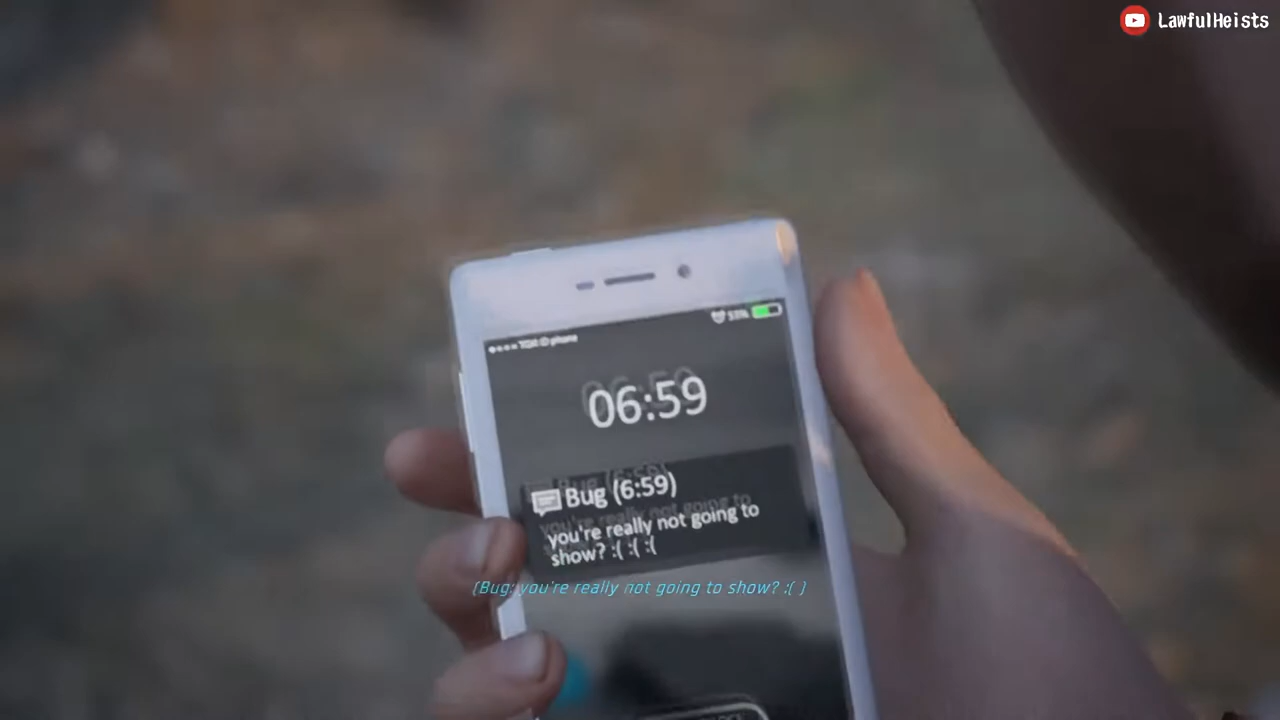 LawfulHeists
53%
06:59
Bug (6:59)
you're really not going to
show? :( :( :(
(Bug: you're really not going to show? :( )